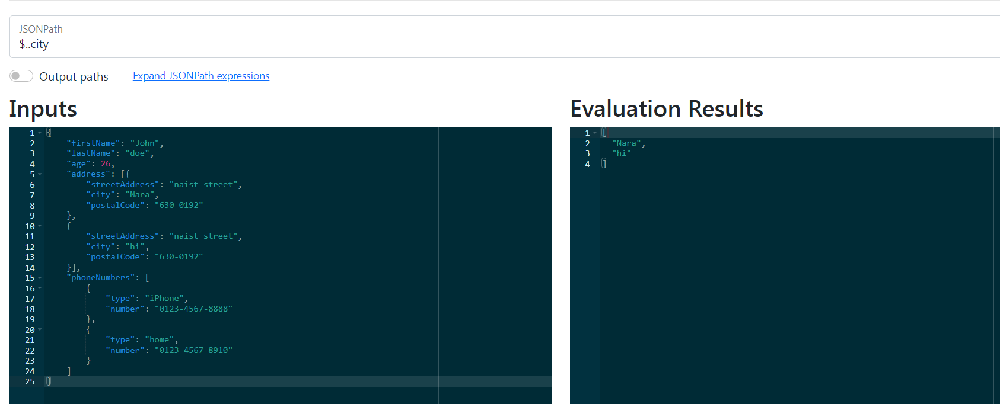 JSONPath
$..city
Output paths Expand JSONPath expressions
Inputs
1 {
2 "firstName": "John",
3 "lastName": "doe",
4 "age": 26,
5 "address": [{
6 "streetAddress": "naist street",
7 "city": "Nara",
8 "postalCode": "630-0192"
9 },
10 {
11 "streetAddress": "naist street",
12 "city": "hi",
13 "postalCode": "630-0192"
14 }],
15 "phoneNumbers": [
16 {
17 "type": "iPhone",
18 "number": "0123-4567-8888"
19 },
20 {
21 "type": "home",
22 "number": "0123-4567-8910"
23 }
24 ]
25 }
Evaluation Results
1 [
2 "Nara",
3 "hi"
4 ]